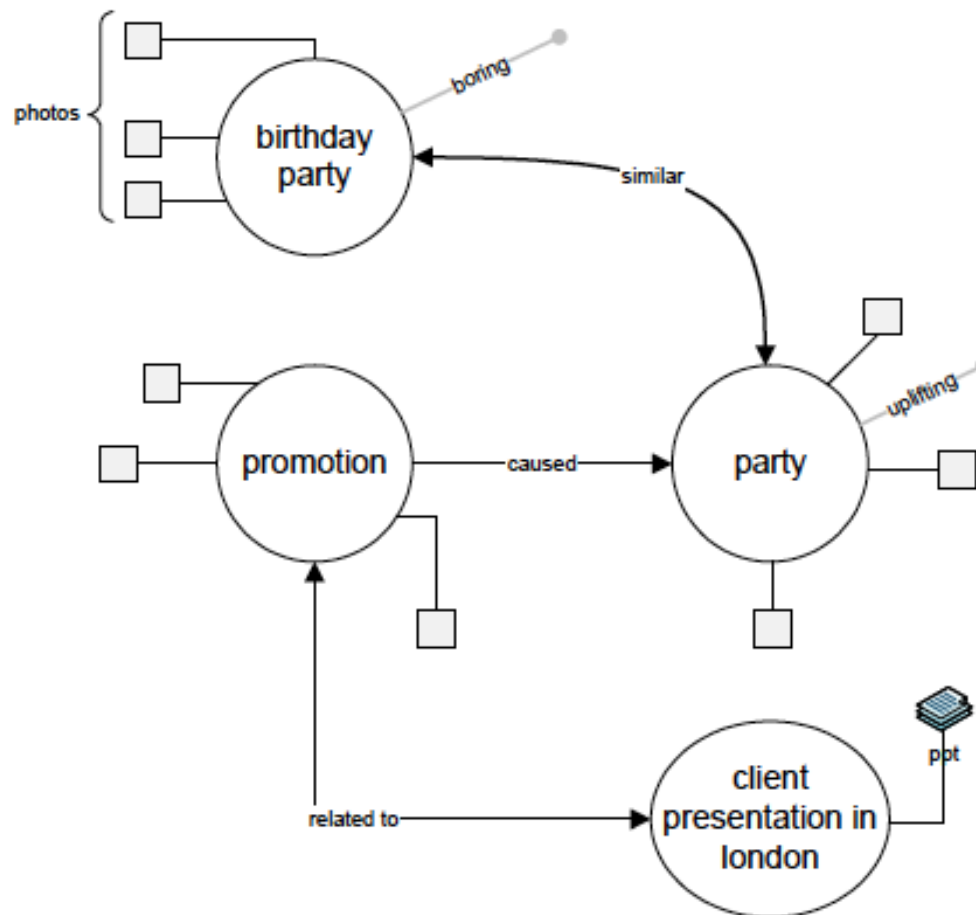 boring
photos
birthday
party
similar
uplifting
promotion
caused
party
ppt
client
presentation in
london
related to